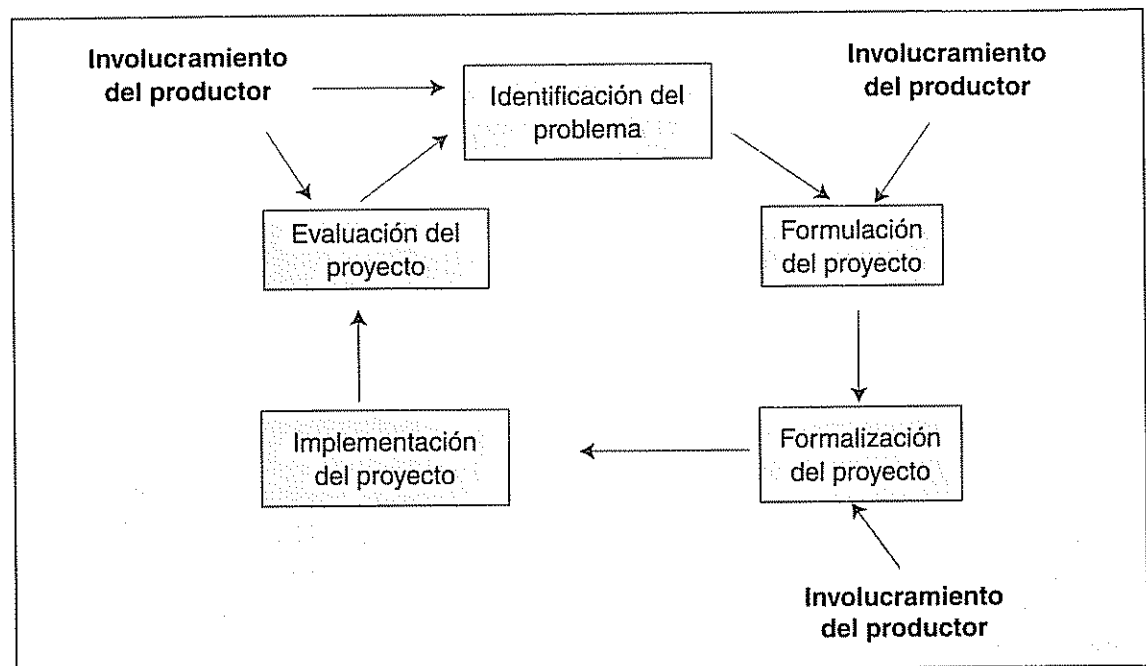 Involucramiento
del productor
Identificación del
problema
Involucramiento
del productor
Evaluación del
proyecto
Formulación
del proyecto
Implementación
del proyecto
Formalización
del proyecto
Involucramiento
del productor